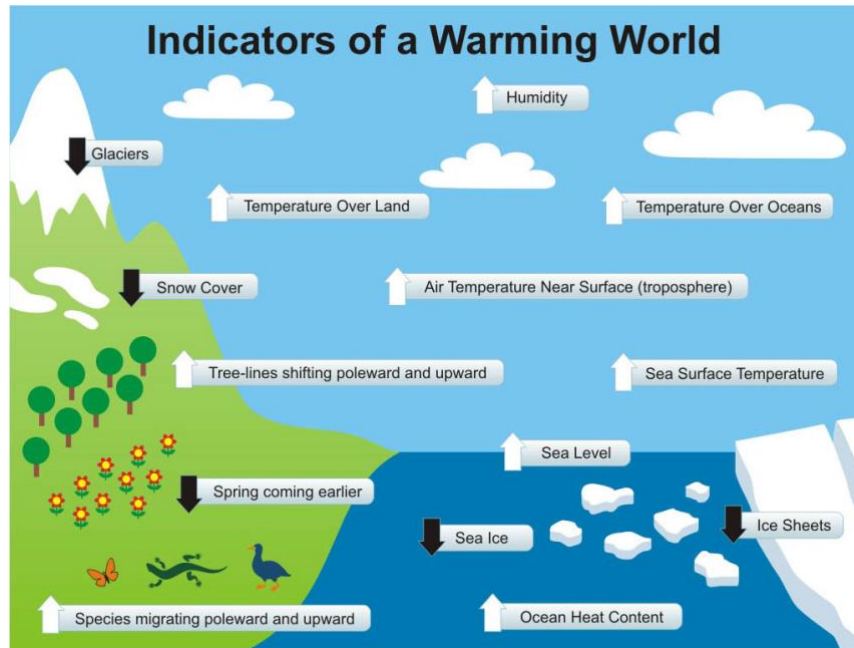 Indicators of a Warming World
Humidity
Glaciers
Temperature Over Land
Temperature Over Oceans
Snow Cover
Air Temperature Near Surface (troposphere)
Tree-lines shifting poleward and upward
Sea Surface Temperature
Sea Level
Spring coming earlier
Sea Ice
Ice Sheets
Species migrating poleward and upward
Ocean Heat Content